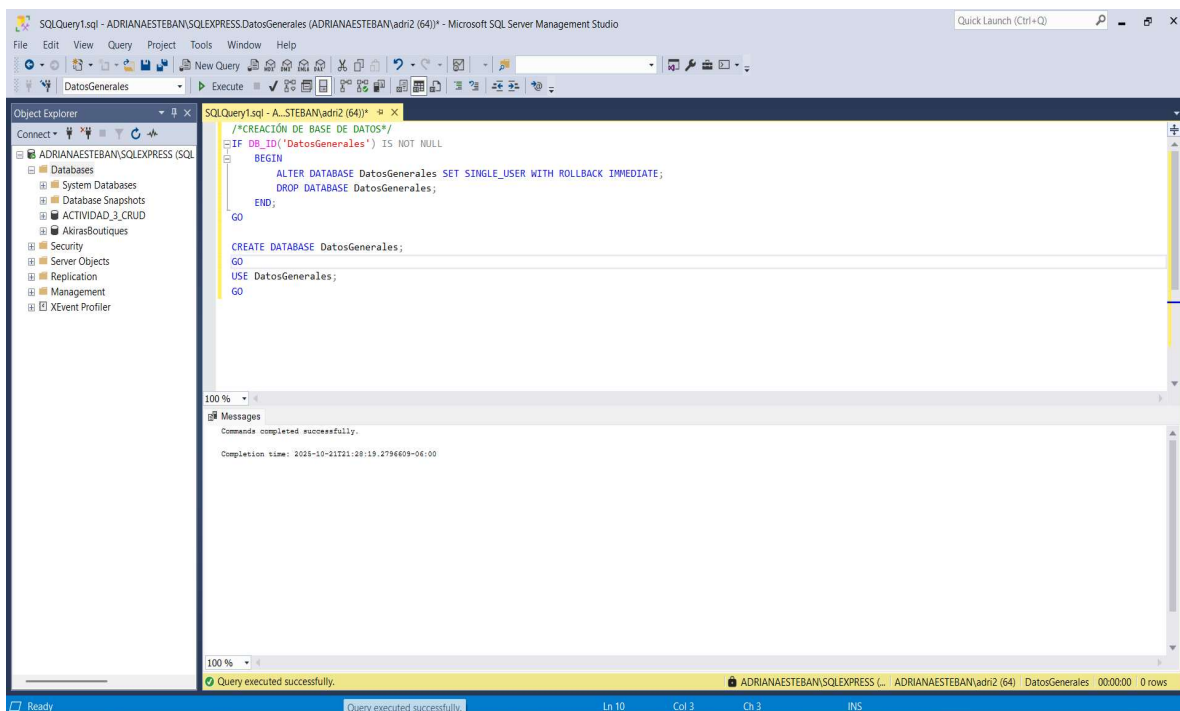 SQLQuery1.sql - ADRIANAESTEBAN\SQLEXPRESS.DatosGenerales (ADRIANAESTEBAN\adri2 (64))* - Microsoft SQL Server Management Studio
Quick Launch (Ctrl+Q)
File Edit View Query Project Tools Window Help
New Query
DatosGenerales
Execute
Object Explorer
SQLQuery1.sql - A...STEBAN\adri2 (64))*
Connect
ADRIANAESTEBAN\SQLEXPRESS (SQL
Databases
System Databases
Database Snapshots
ACTIVIDAD_3_CRUD
AkirasBoutiques
Security
Server Objects
Replication
Management
XEvent Profiler
/*CREACIÓN DE BASE DE DATOS*/
IF DB_ID('DatosGenerales') IS NOT NULL
BEGIN
ALTER DATABASE DatosGenerales SET SINGLE_USER WITH ROLLBACK IMMEDIATE;
DROP DATABASE DatosGenerales;
END;
GO
CREATE DATABASE DatosGenerales;
GO
USE DatosGenerales;
GO
100 %
Messages
Commands completed successfully.
Completion time: 2025-10-21T21:28:19.2796609-06:00
100 %
Query executed successfully.
ADRIANAESTEBAN\SQLEXPRESS (... ADRIANAESTEBAN\adri2 (64) DatosGenerales 00:00:00 0 rows
Ready
Query executed successfully.
Ln 10 Col 3 Ch 3 INS